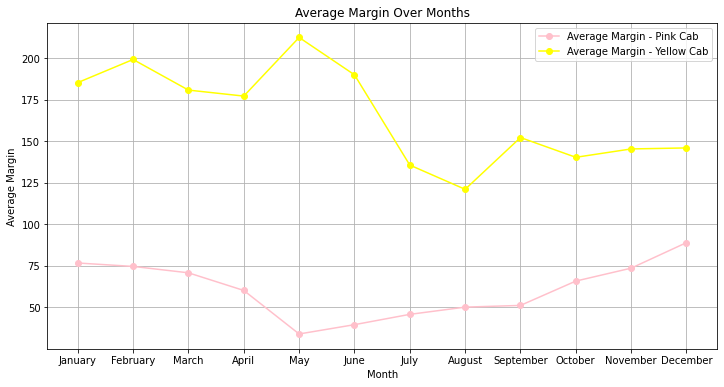 Average Margin Over Months
Average Margin - Pink Cab
Average Margin - Yellow Cab
Average Margin
200
175
150
125
100
75
50
January February March April May June July August September October November December
Month